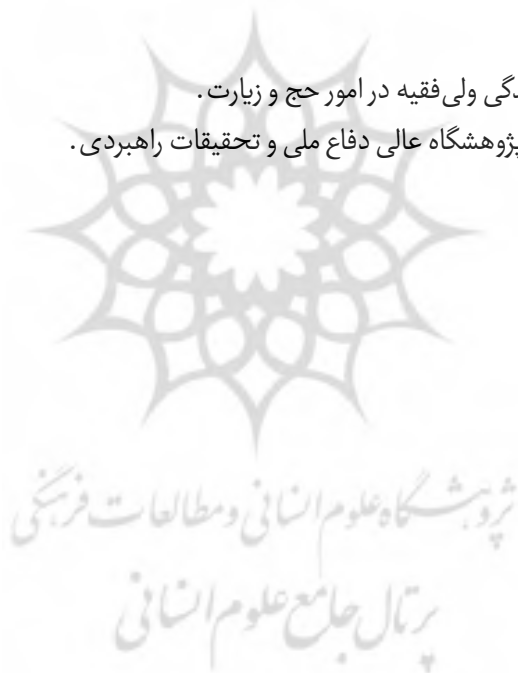 دگی ولی‌فقیه در امور حج و زیارت.
پژوهشگاه عالی دفاع ملی و تحقیقات راهبردی.
پژوهشگاه علوم انسانی و مطالعات فرهنگی
پرتال جامع علوم انسانی